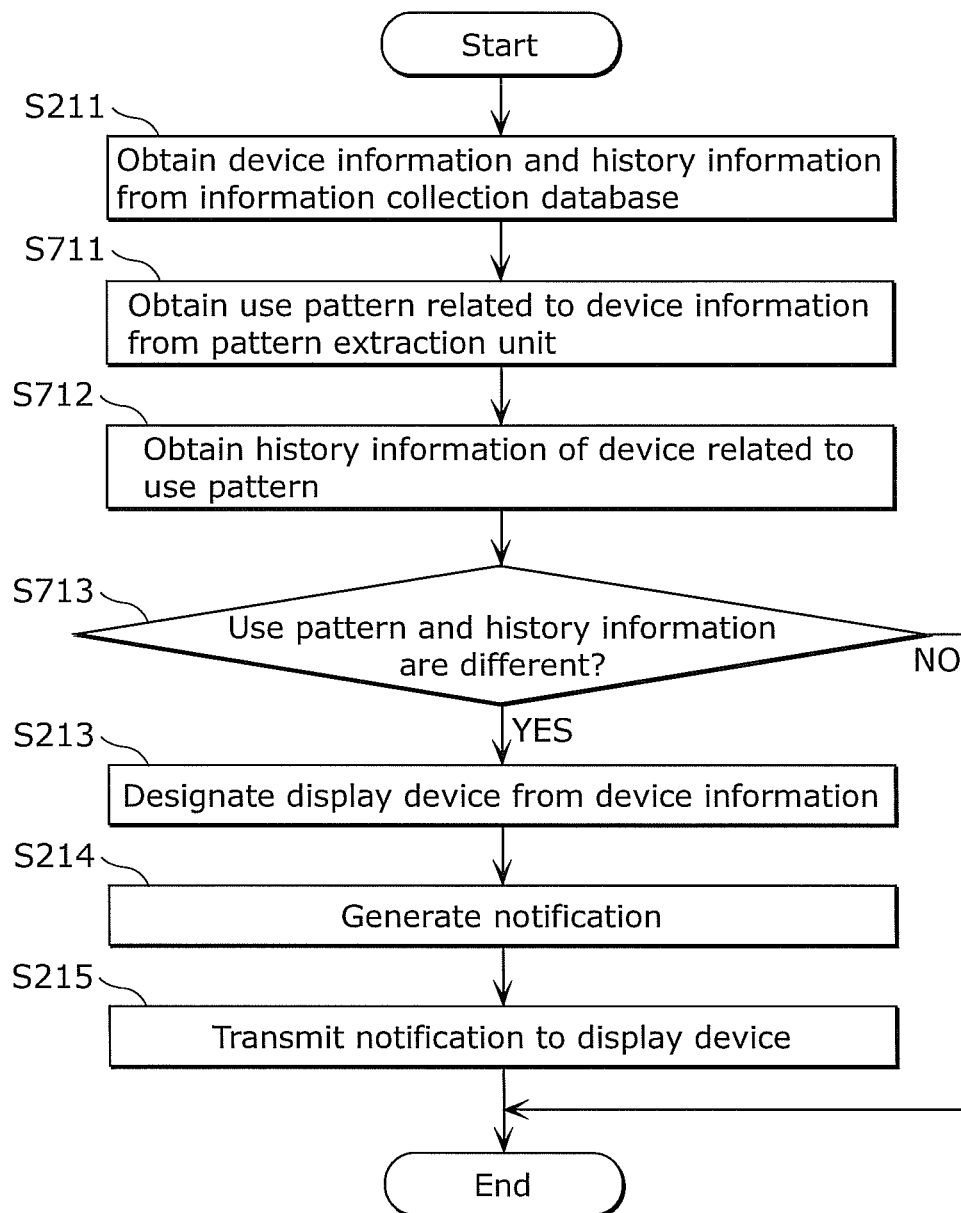 Start
S211
Obtain device information and history information
from information collection database
S711
Obtain use pattern related to device information
from pattern extraction unit
S712
Obtain history information of device related to
use pattern
S713
Use pattern and history information
are different?
NO
YES
S213
Designate display device from device information
S214
Generate notification
S215
Transmit notification to display device
End